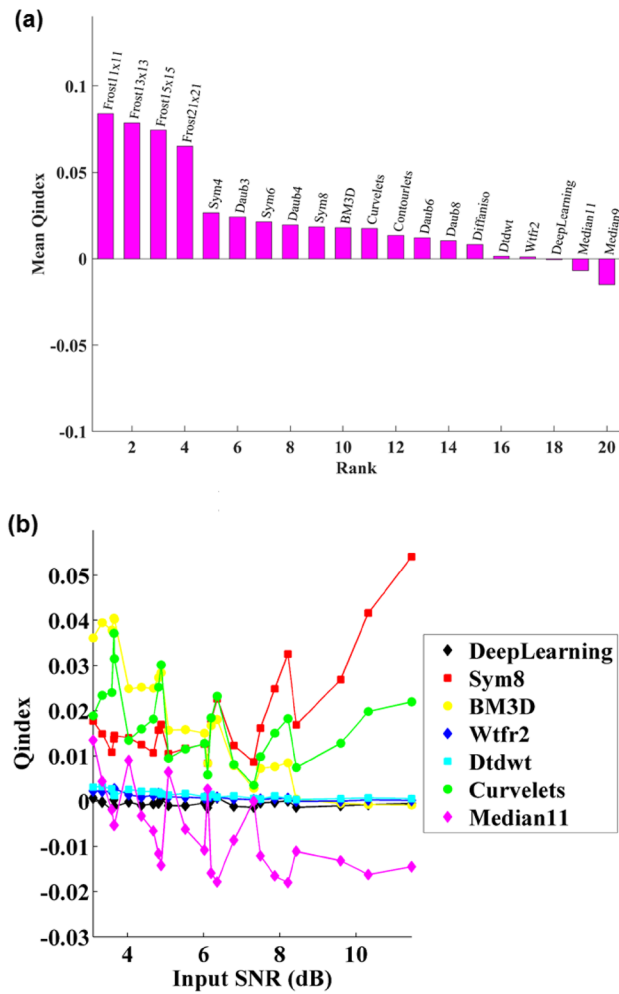 (a)
0.1
0.05
0
-0.05
-0.1
Mean Qindex
Frost11x11
Frost13x13
Frost15x15
Frost21x21
Sym4
Daub3
Sym6
Daub4
Sym8
BM3D
Curvelets
Contourlets
Daub6
Daub8
Diffaniso
Dtdwt
Wtfr2
DeepLearning
Median11
Median9
2 4 6 8 10 12 14 16 18 20
Rank
(b)
0.05
0.04
0.03
0.02
0.01
0
-0.01
-0.02
-0.03
Qindex
4 6 8 10
Input SNR (dB)
DeepLearning
Sym8
BM3D
Wtfr2
Dtdwt
Curvelets
Median11